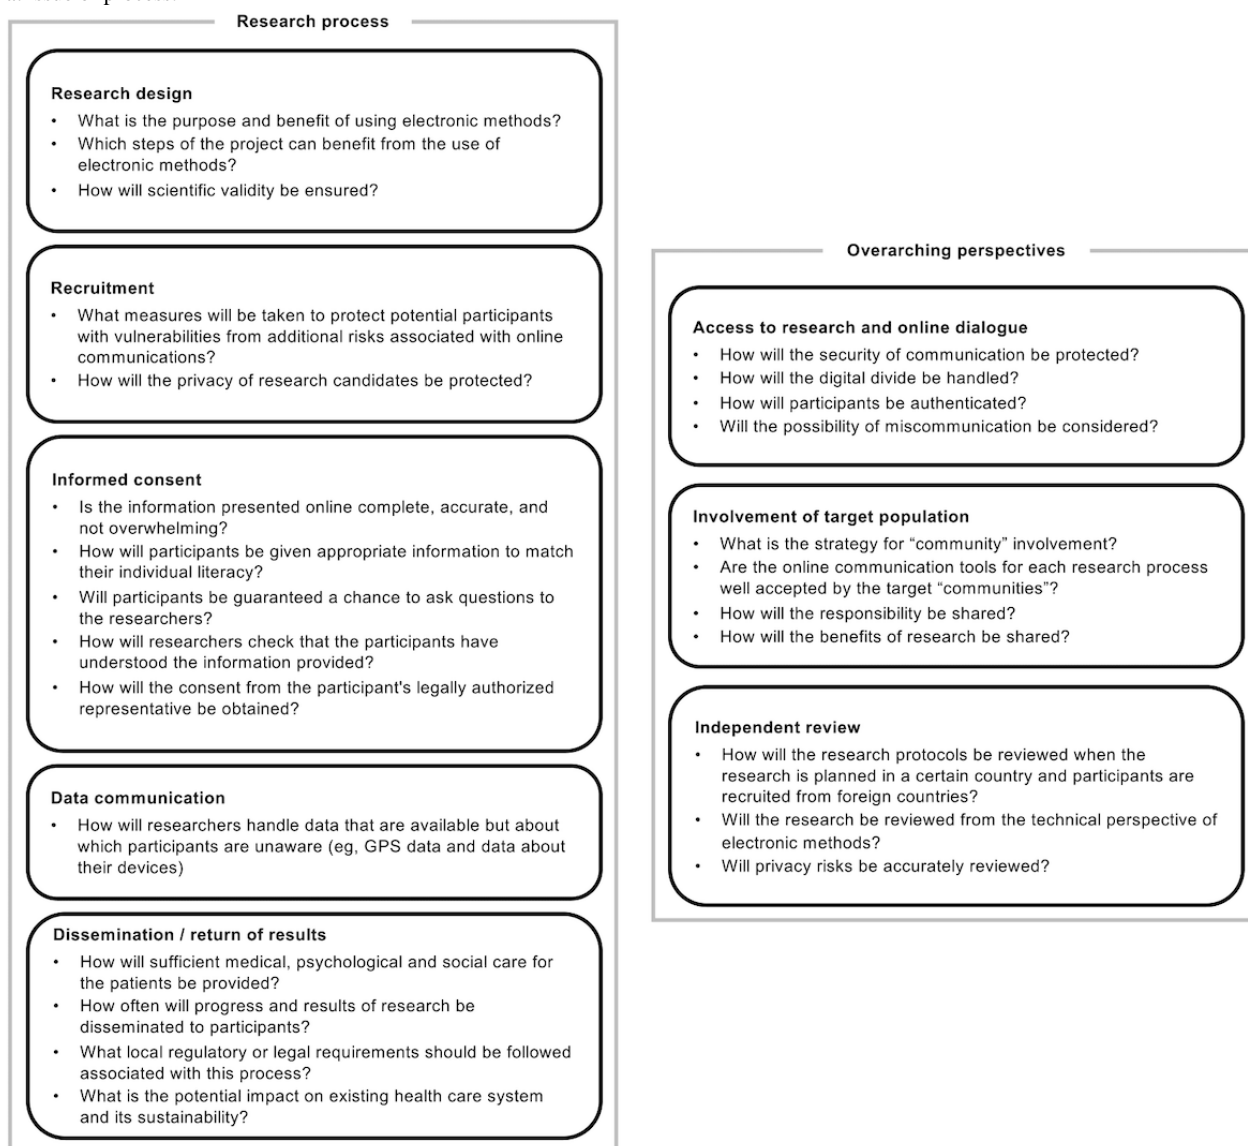 Research process
Research design
• What is the purpose and benefit of using electronic methods?
• Which steps of the project can benefit from the use of
electronic methods?
• How will scientific validity be ensured?
Recruitment
• What measures will be taken to protect potential participants
with vulnerabilities from additional risks associated with online
communications?
• How will the privacy of research candidates be protected?
Informed consent
• Is the information presented online complete, accurate, and
not overwhelming?
• How will participants be given appropriate information to match
their individual literacy?
• Will participants be guaranteed a chance to ask questions to
the researchers?
• How will researchers check that the participants have
understood the information provided?
• How will the consent from the participant's legally authorized
representative be obtained?
Data communication
• How will researchers handle data that are available but about
which participants are unaware (eg, GPS data and data about
their devices)
Dissemination / return of results
• How will sufficient medical, psychological and social care for
the patients be provided?
• How often will progress and results of research be
disseminated to participants?
• What local regulatory or legal requirements should be followed
associated with this process?
• What is the potential impact on existing health care system
and its sustainability?
Overarching perspectives
Access to research and online dialogue
• How will the security of communication be protected?
• How will the digital divide be handled?
• How will participants be authenticated?
• Will the possibility of miscommunication be considered?
Involvement of target population
• What is the strategy for “community” involvement?
• Are the online communication tools for each research process
well accepted by the target “communities”?
• How will the responsibility be shared?
• How will the benefits of research be shared?
Independent review
• How will the research protocols be reviewed when the
research is planned in a certain country and participants are
recruited from foreign countries?
• Will the research be reviewed from the technical perspective of
electronic methods?
• Will privacy risks be accurately reviewed?